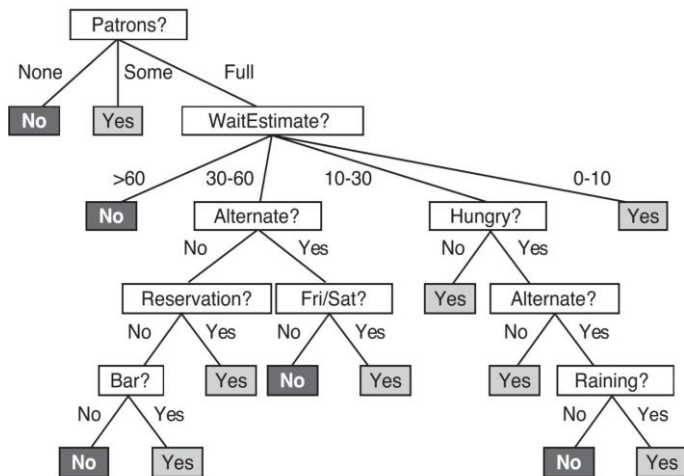 Patrons?
None Some Full
No Yes WaitEstimate?
>60 30-60 10-30 0-10
No Alternate? Hungry? Yes
No Yes No Yes
Reservation? Fri/Sat? Yes Alternate?
No Yes No Yes No Yes
Bar? Yes No Yes Yes Raining?
No Yes No Yes
No Yes No Yes